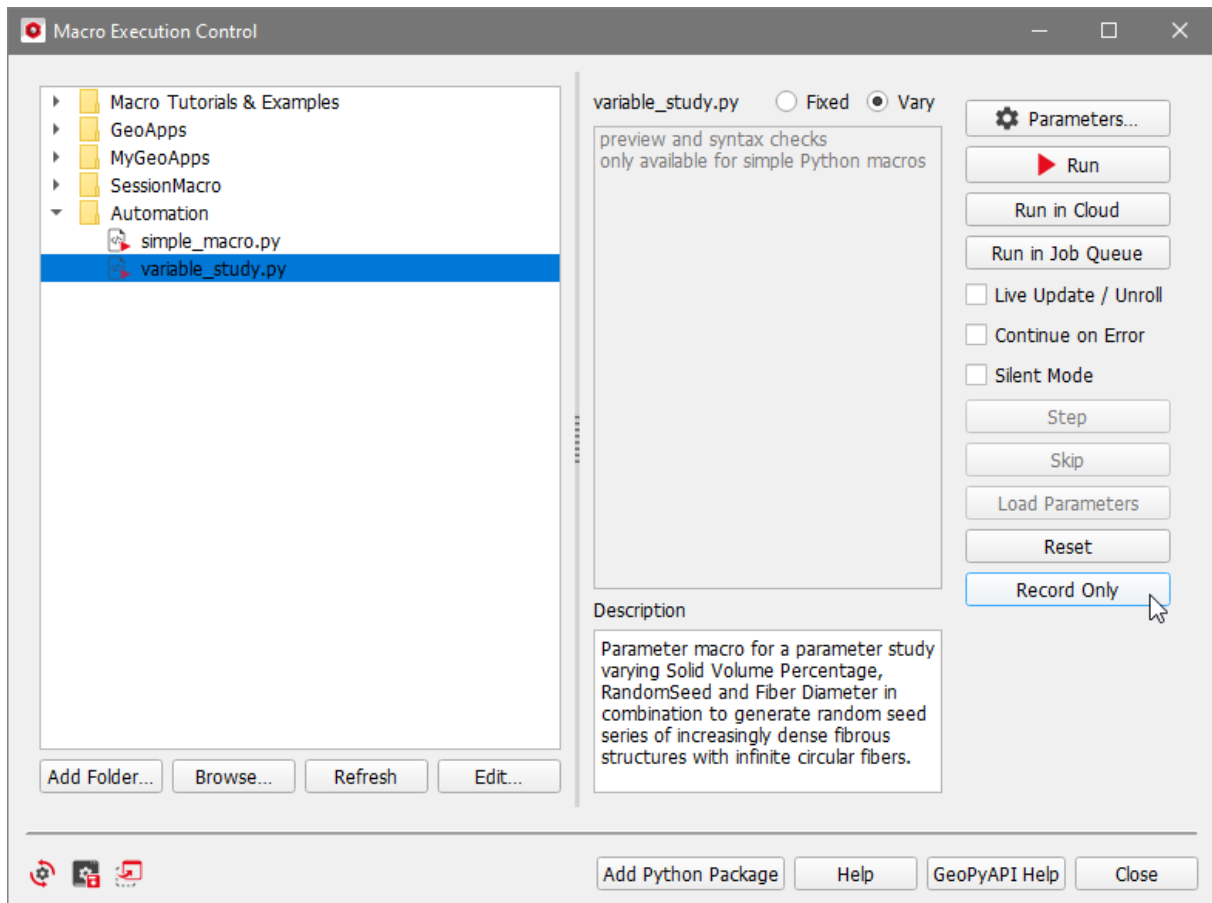 Macro Execution Control
Macro Tutorials & Examples
GeoApps
MyGeoApps
SessionMacro
Automation
simple_macro.py
variable_study.py
Add Folder...
Browse...
Refresh
Edit...
variable_study.py
Fixed
Vary
preview and syntax checks
only available for simple Python macros
Description
Parameter macro for a parameter study
varying Solid Volume Percentage,
RandomSeed and Fiber Diameter in
combination to generate random seed
series of increasingly dense fibrous
structures with infinite circular fibers.
Parameters...
Run
Run in Cloud
Run in Job Queue
Live Update / Unroll
Continue on Error
Silent Mode
Step
Skip
Load Parameters
Reset
Record Only
Add Python Package
Help
GeoPyAPI Help
Close